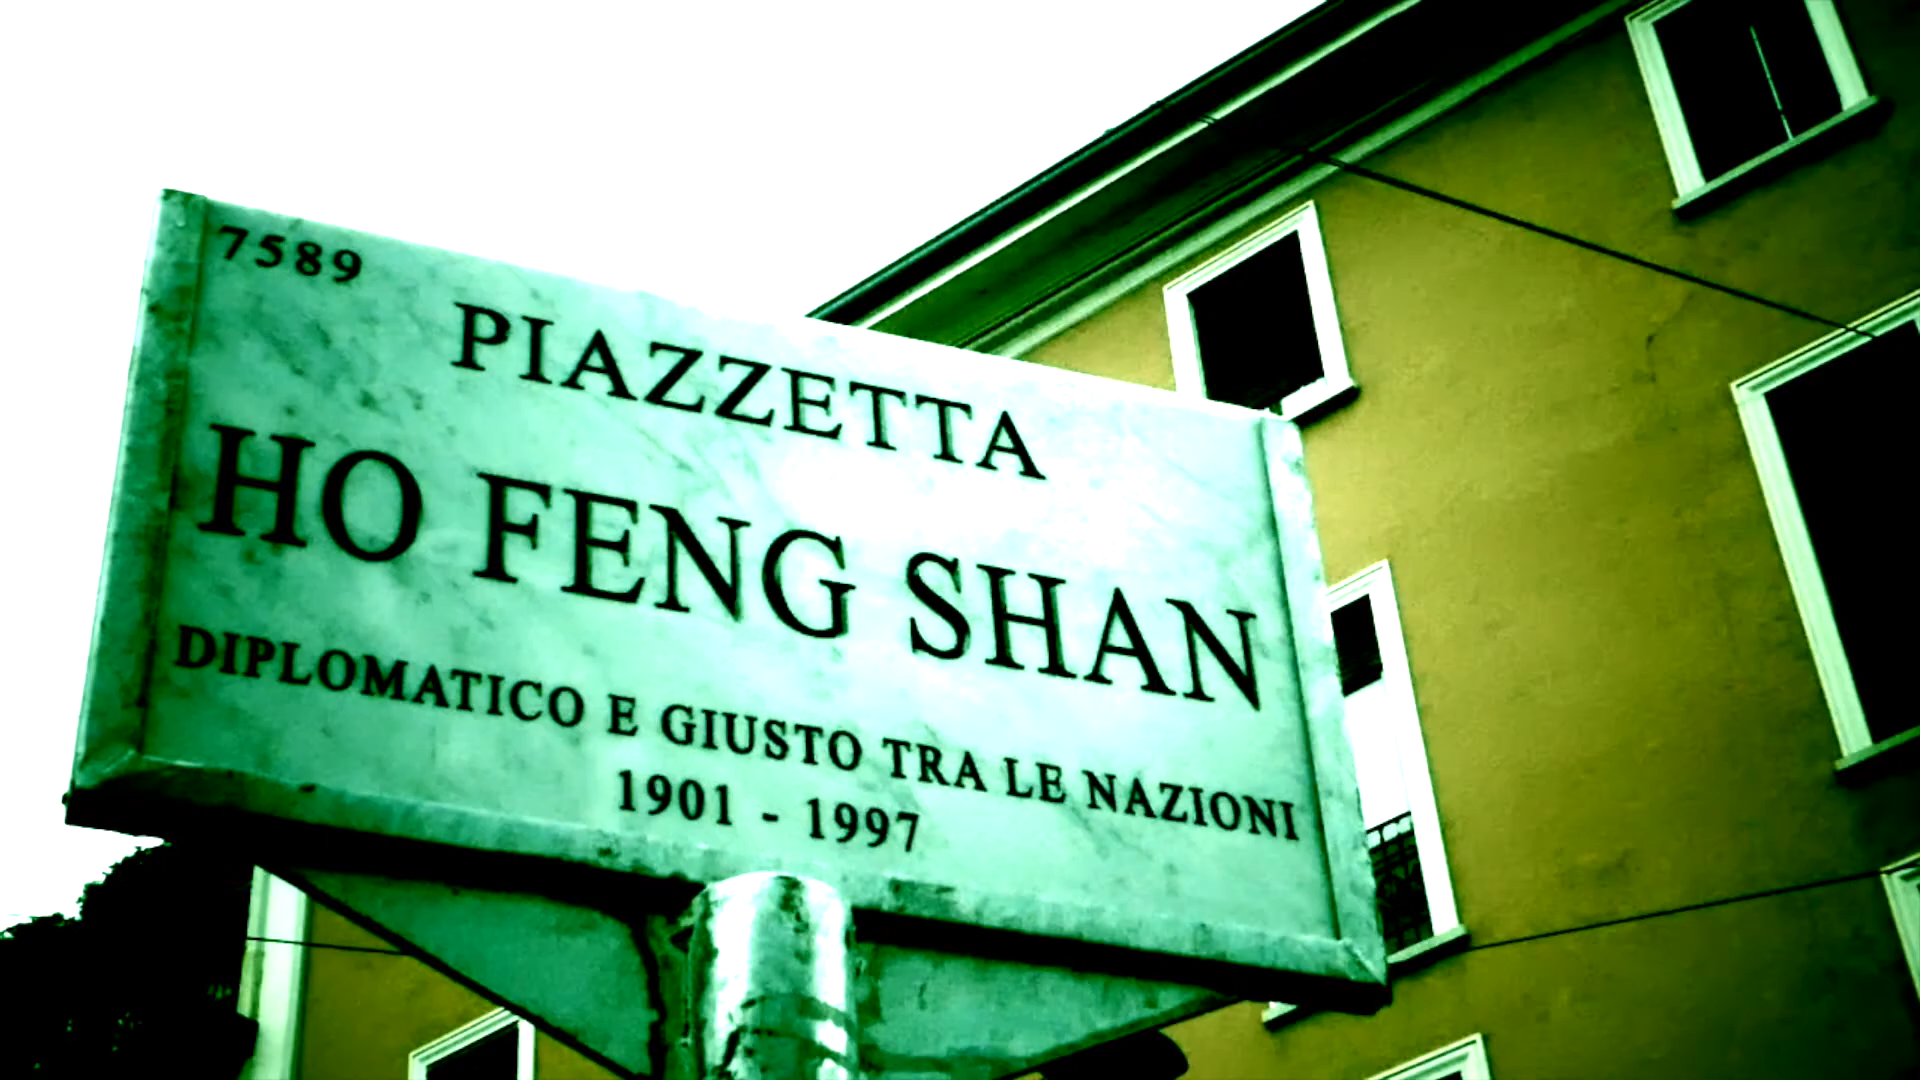 7589
PIAZZETTA
HO FENG SHAN
DIPLOMATICO E GIUSTO TRA LE NAZIONI
1901 - 1997